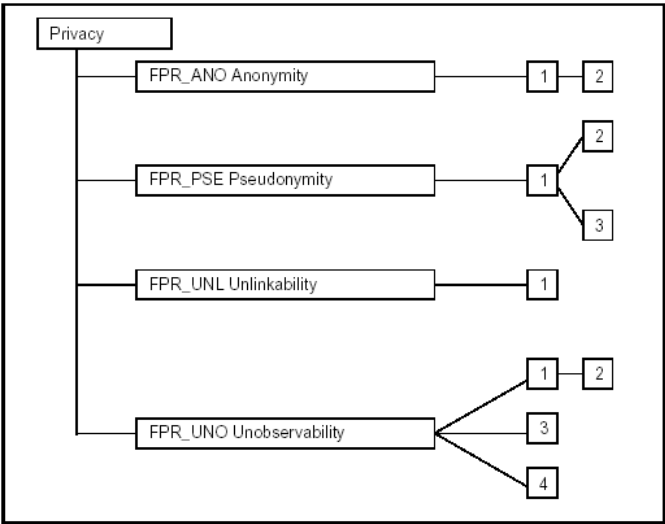 Privacy
FPR_ANO Anonymity 1 2
2
FPR_PSE Pseudonymity 1
3
FPR_UNL Unlinkability 1
1 2
FPR_UNO Unobservability 3
4